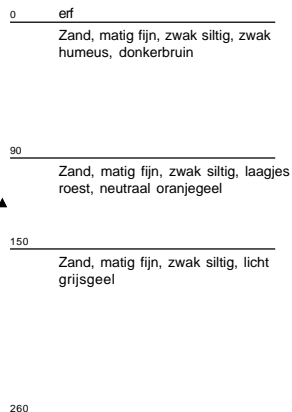 0 erf
Zand, matig fijn, zwak siltig, zwak
humeus, donkerbruin
90
Zand, matig fijn, zwak siltig, laagjes
roest, neutraal oranjegeel
150
Zand, matig fijn, zwak siltig, licht
grijsgeel
260